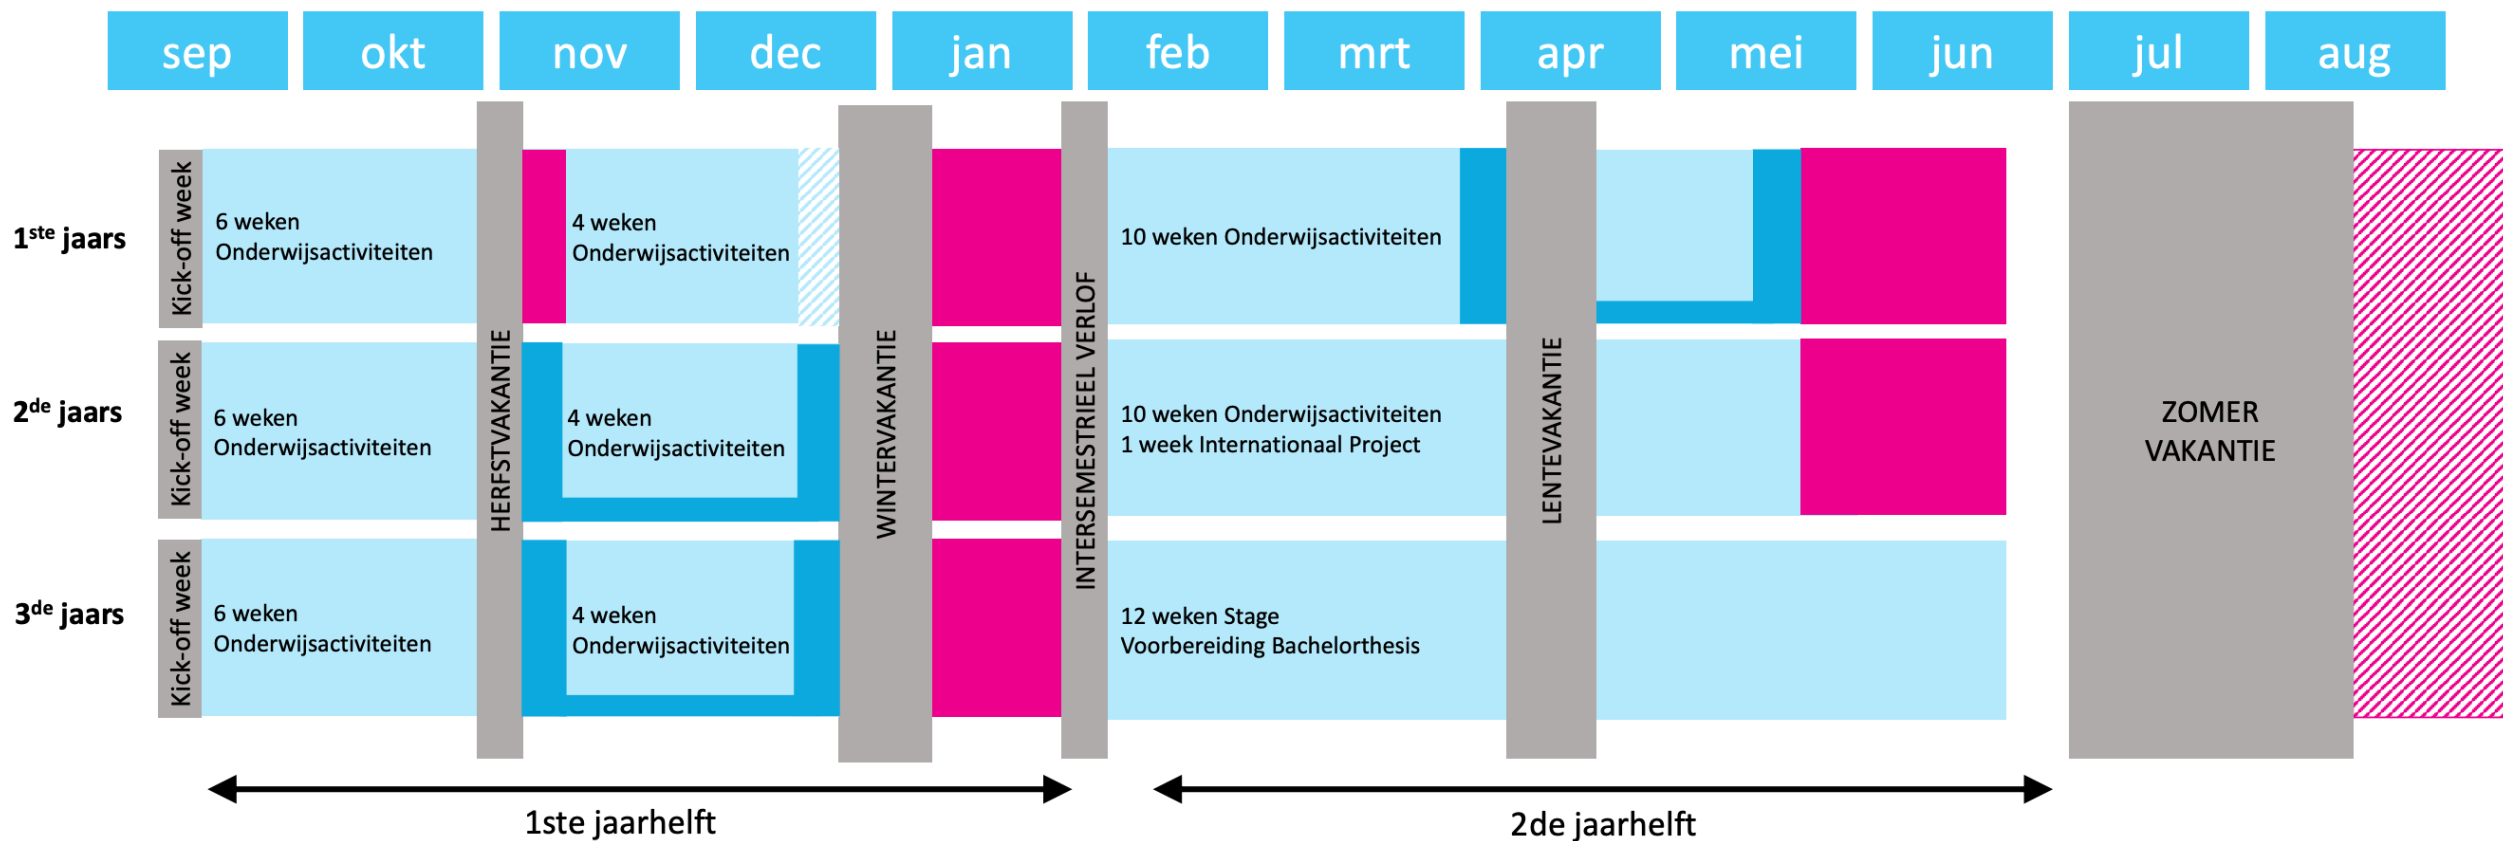 sep okt nov dec jan feb mrt apr mei jun jul aug
1ste jaars
Kick-off week
6 weken
Onderwijsactiviteiten
4 weken
Onderwijsactiviteiten
10 weken Onderwijsactiviteiten
2de jaars
Kick-off week
6 weken
Onderwijsactiviteiten
4 weken
Onderwijsactiviteiten
10 weken Onderwijsactiviteiten
1 week Internationaal Project
3de jaars
Kick-off week
6 weken
Onderwijsactiviteiten
4 weken
Onderwijsactiviteiten
12 weken Stage
Voorbereiding Bachelorthesis
HERFSTVAKANTIE
WINTERVAKANTIE
INTERSEMESTRIEEL VERLOF
LENTEVAKANTIE
ZOMER
VAKANTIE
1ste jaarhelft
2de jaarhelft